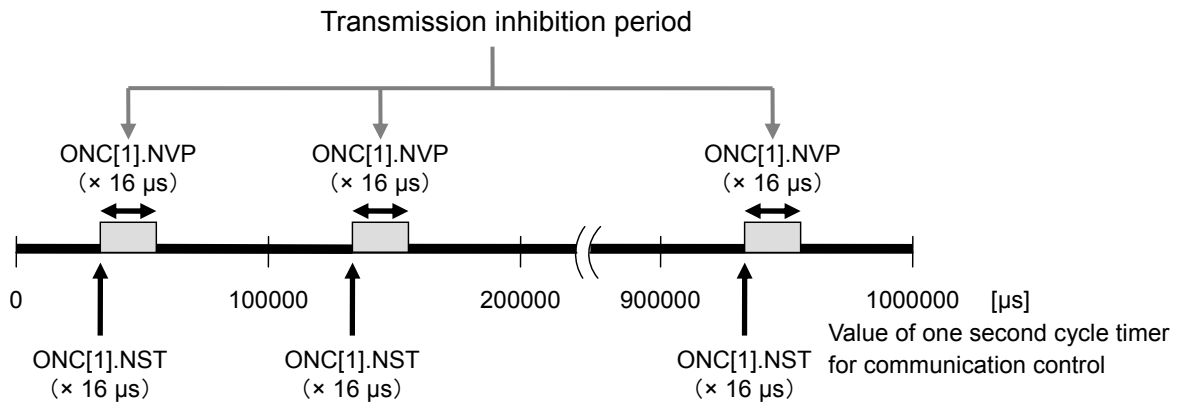 Transmission inhibition period
ONC[1].NVP
（× 16 µs）
ONC[1].NVP
（× 16 µs）
ONC[1].NVP
（× 16 µs）
0
100000
200000
900000
1000000
[µs]
Value of one second cycle timer
for communication control
ONC[1].NST
（× 16 µs）
ONC[1].NST
（× 16 µs）
ONC[1].NST
（× 16 µs）